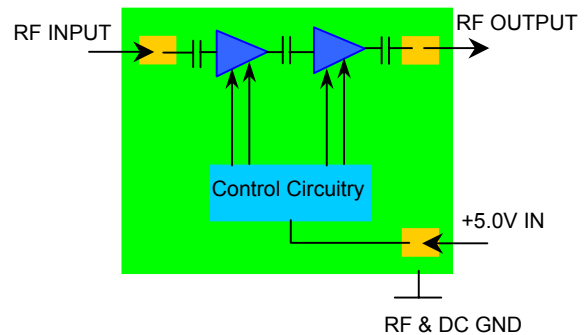 RF INPUT
RF OUTPUT
Control Circuitry
+5.0V IN
RF & DC GND